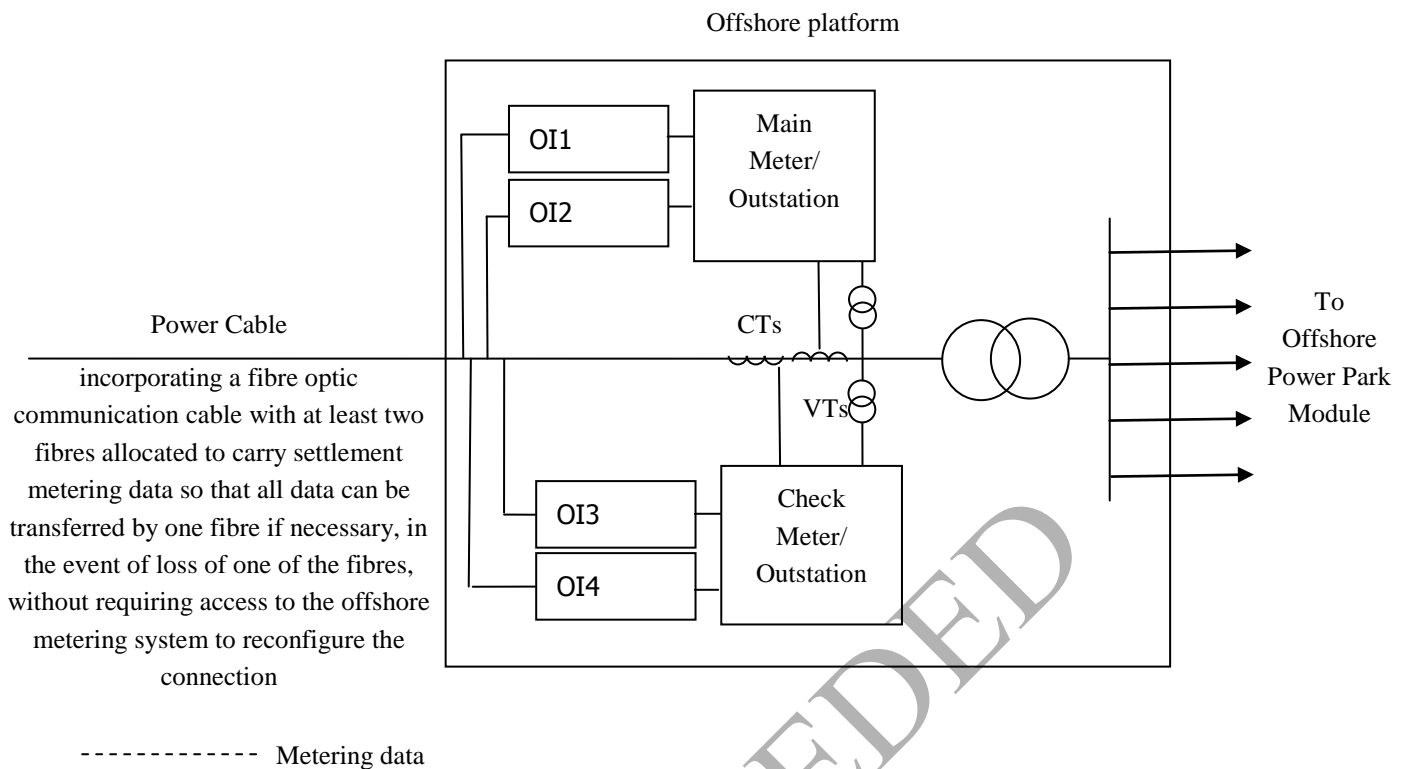 Offshore platform
OI1
OI2
Main
Meter/
Outstation
Power Cable
incorporating a fibre optic
communication cable with at least two
fibres allocated to carry settlement
metering data so that all data can be
transferred by one fibre if necessary, in
the event of loss of one of the fibres,
without requiring access to the offshore
metering system to reconfigure the
connection
CTs
VTs
To
Offshore
Power Park
Module
OI3
OI4
Check
Meter/
Outstation
Metering data
EDED